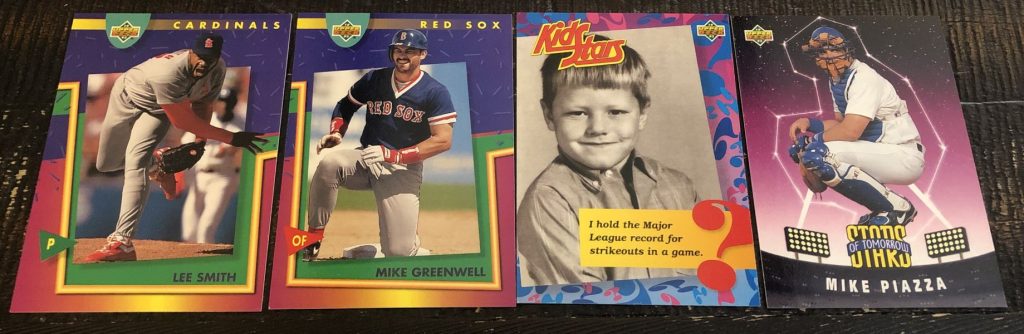 CARDINALS
P
LEE SMITH
RED SOX
RED SOX
OF
MIKE GREENWELL
Kid Stars
I hold the Major
League record for
strikeouts in a game.
?
STARS
OF TOMORROW
MIKE PIAZZA